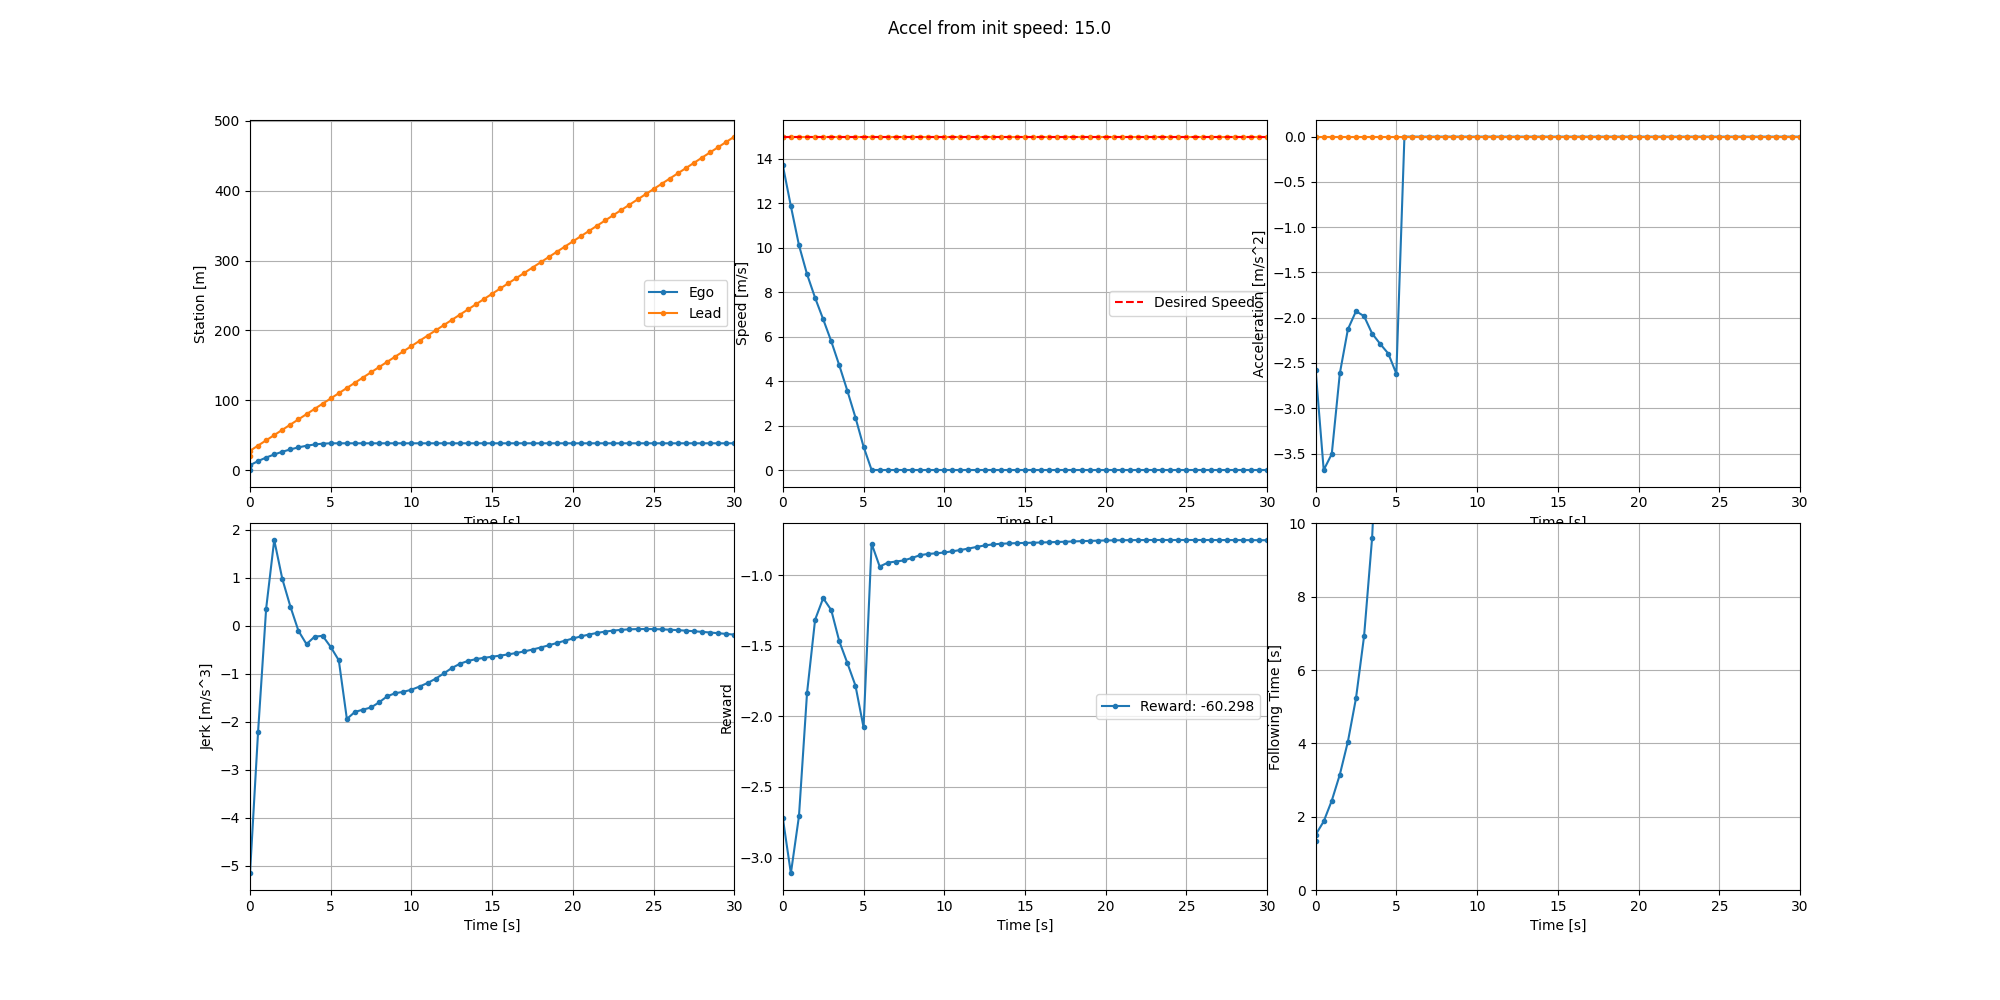 Accel from init speed: 15.0
Station [m]
500
400
300
200
100
0
Ego
Lead
0 5 10 15 20 25 30
Time [s]
Speed [m/s]
14
12
10
8
6
4
2
0
Desired Speed
0 5 10 15 20 25 30
Time [s]
Acceleration [m/s^2]
0.0
−0.5
−1.0
−1.5
−2.0
−2.5
−3.0
−3.5
0 5 10 15 20 25 30
Time [s]
Jerk [m/s^3]
2
1
0
−1
−2
−3
−4
−5
0 5 10 15 20 25 30
Time [s]
Reward
−1.0
−1.5
−2.0
−2.5
−3.0
Reward: -60.298
0 5 10 15 20 25 30
Time [s]
Following Time [s]
10
8
6
4
2
0
0 5 10 15 20 25 30
Time [s]